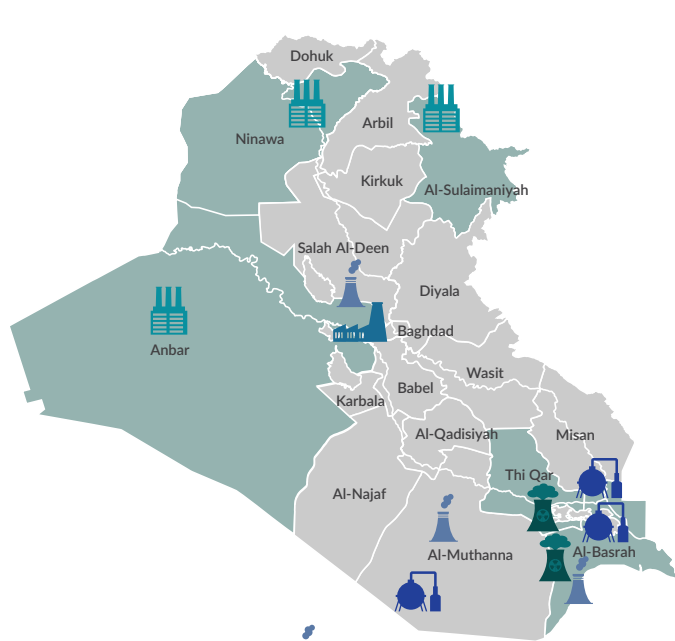 Dohuk
Arbil
Ninawa
Kirkuk
Al-Sulaimaniyah
Salah Al-Deen
Diyala
Baghdad
Anbar
Wasit
Babel
Karbala
Al-Qadisiyah
Misan
Thi Qar
Al-Najaf
Al-Muthanna
Al-Basrah